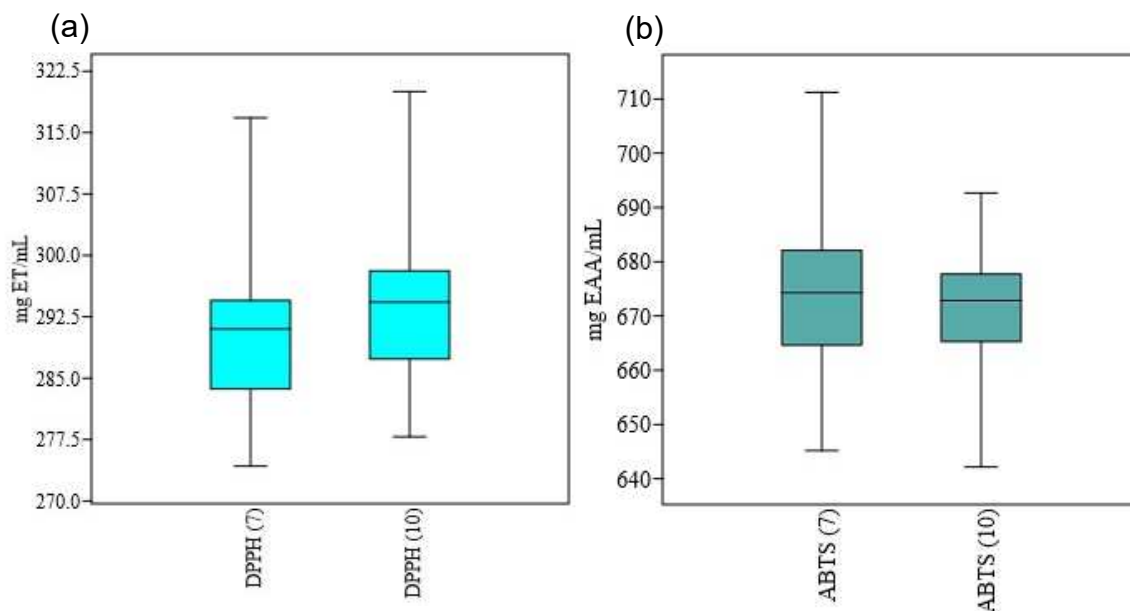 (a)
mg ET/mL
322.5
315.0
307.5
300.0
292.5
285.0
277.5
270.0
DPPH (7)
DPPH (10)
(b)
mg EAA/mL
710
700
690
680
670
660
650
640
ABTS (7)
ABTS (10)